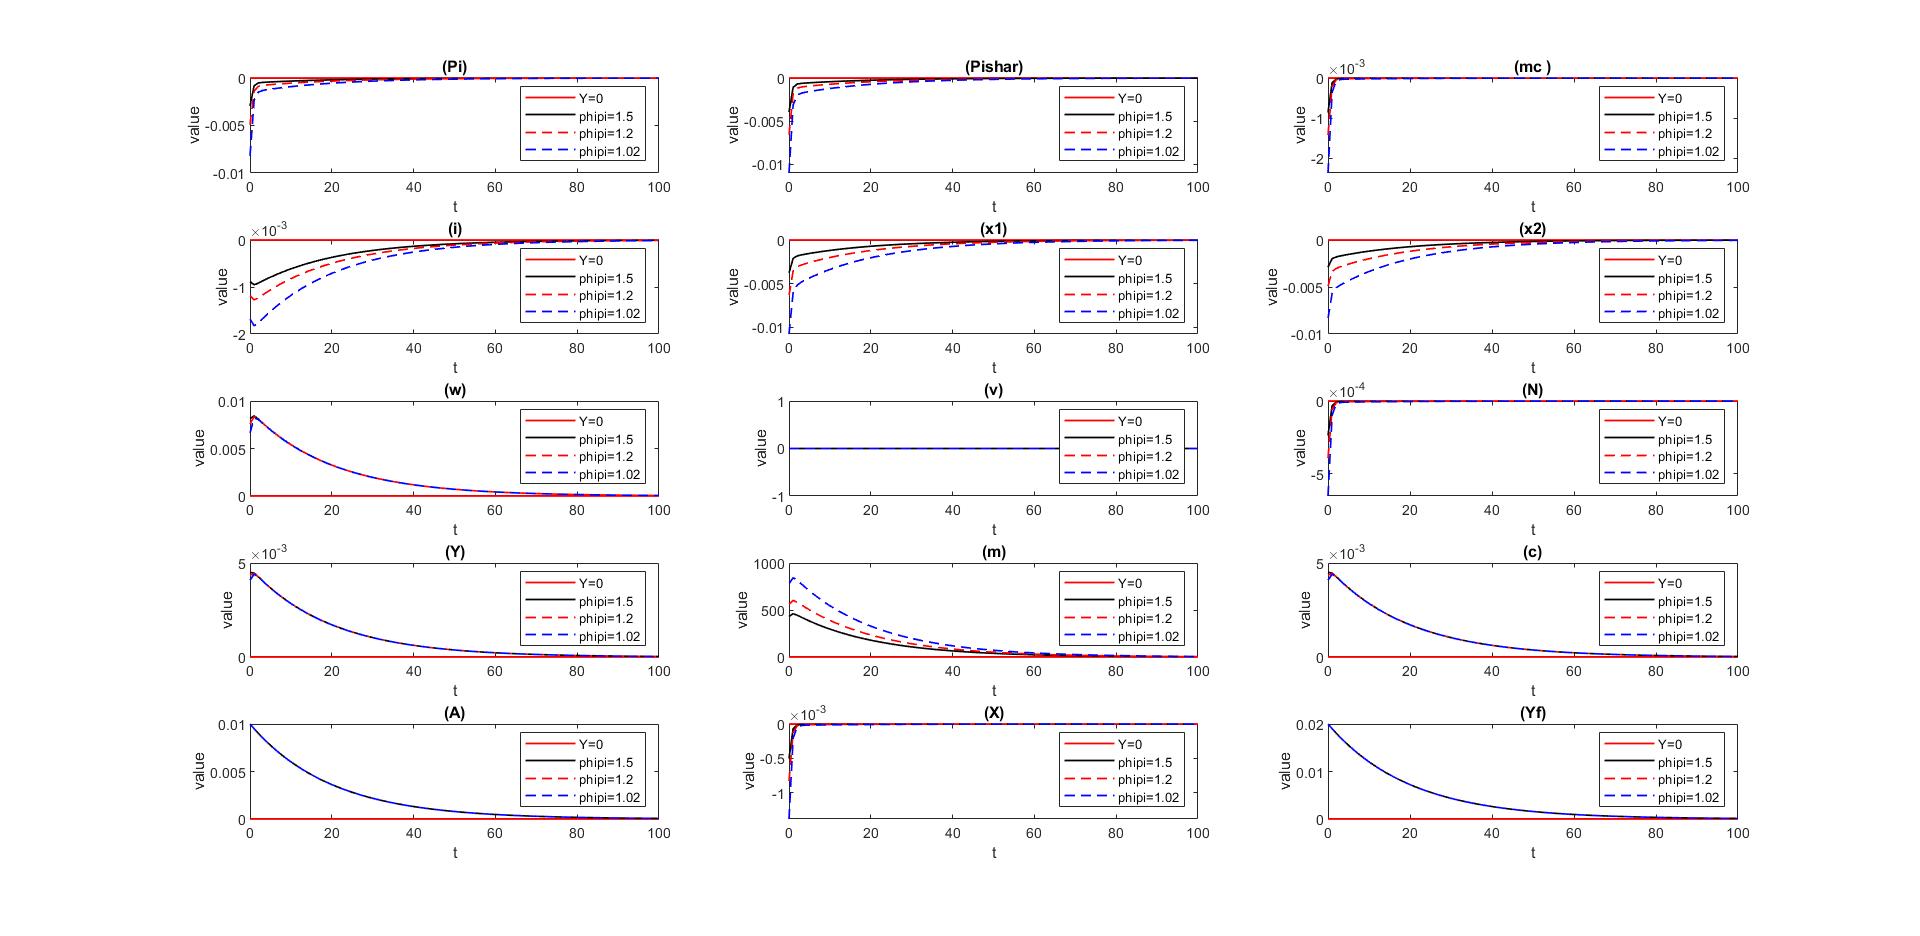 (Pi)
value
0
-0.005
-0.01
Y=0
phipi=1.5
phipi=1.2
phipi=1.02
0 20 40 60 80 100
t
(Pishar)
value
0
-0.005
-0.01
Y=0
phipi=1.5
phipi=1.2
phipi=1.02
0 20 40 60 80 100
t
(mc )
×10-3
value
0
-1
-2
Y=0
phipi=1.5
phipi=1.2
phipi=1.02
0 20 40 60 80 100
t
(i)
×10-3
value
0
-1
-2
Y=0
phipi=1.5
phipi=1.2
phipi=1.02
0 20 40 60 80 100
t
(x1)
value
0
-0.005
-0.01
Y=0
phipi=1.5
phipi=1.2
phipi=1.02
0 20 40 60 80 100
t
(x2)
value
0
-0.005
-0.01
Y=0
phipi=1.5
phipi=1.2
phipi=1.02
0 20 40 60 80 100
t
(w)
value
0.01
0.005
0
Y=0
phipi=1.5
phipi=1.2
phipi=1.02
0 20 40 60 80 100
t
(v)
value
1
0
-1
Y=0
phipi=1.5
phipi=1.2
phipi=1.02
0 20 40 60 80 100
t
(N)
×10-4
value
0
-5
Y=0
phipi=1.5
phipi=1.2
phipi=1.02
0 20 40 60 80 100
t
(Y)
×10-3
value
5
0
Y=0
phipi=1.5
phipi=1.2
phipi=1.02
0 20 40 60 80 100
t
(m)
value
1000
500
0
Y=0
phipi=1.5
phipi=1.2
phipi=1.02
0 20 40 60 80 100
t
(c)
×10-3
value
5
0
Y=0
phipi=1.5
phipi=1.2
phipi=1.02
0 20 40 60 80 100
t
(A)
value
0.01
0.005
0
Y=0
phipi=1.5
phipi=1.2
phipi=1.02
0 20 40 60 80 100
t
(X)
×10-3
value
0
-0.5
-1
Y=0
phipi=1.5
phipi=1.2
phipi=1.02
0 20 40 60 80 100
t
(Yf)
value
0.02
0.01
0
Y=0
phipi=1.5
phipi=1.2
phipi=1.02
0 20 40 60 80 100
t